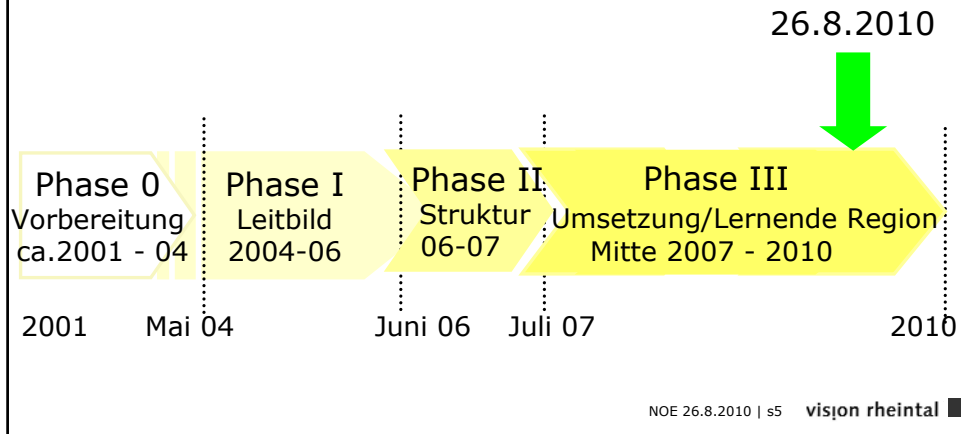 26.8.2010
Phase 0
Vorbereitung
ca.2001 - 04
Phase I
Leitbild
2004-06
Phase II
Struktur
06-07
Phase III
Umsetzung/Lernende Region
Mitte 2007 - 2010
2001
Mai 04
Juni 06
Juli 07
2010
NOE 26.8.2010 | s5
vision rheintal